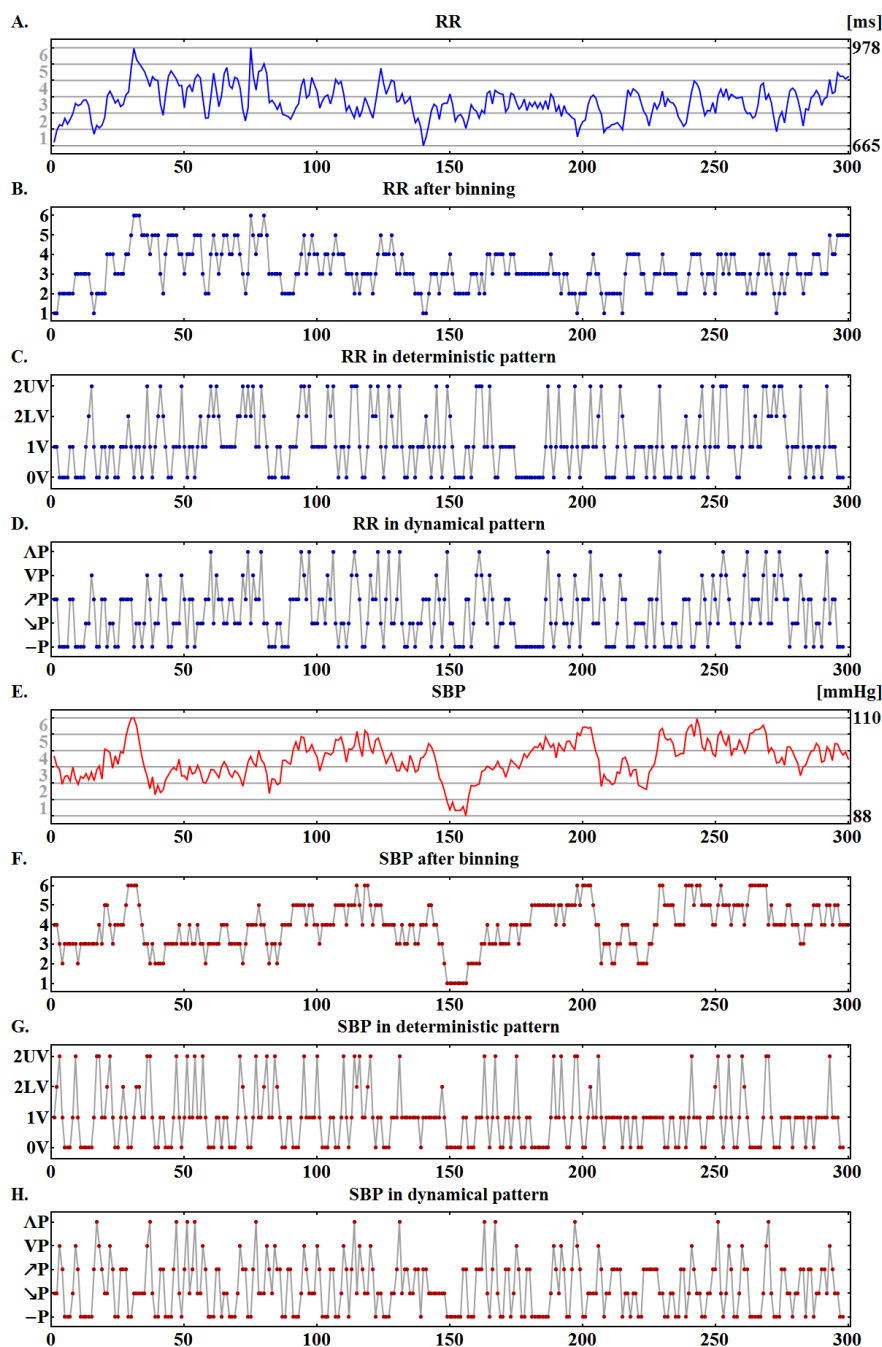 A. RR [ms]
6 978
5
4
3
2
1 665
0 50 100 150 200 250 300
B. RR after binning
6
5
4
3
2
1
0 50 100 150 200 250 300
C. RR in deterministic pattern
2UV
2LV
1V
0V
0 50 100 150 200 250 300
D. RR in dynamical pattern
ΛP
VP
↗P
↘P
–P
0 50 100 150 200 250 300
E. SBP [mmHg]
6 110
5
4
3
2
1 88
0 50 100 150 200 250 300
F. SBP after binning
6
5
4
3
2
1
0 50 100 150 200 250 300
G. SBP in deterministic pattern
2UV
2LV
1V
0V
0 50 100 150 200 250 300
H. SBP in dynamical pattern
ΛP
VP
↗P
↘P
–P
0 50 100 150 200 250 300